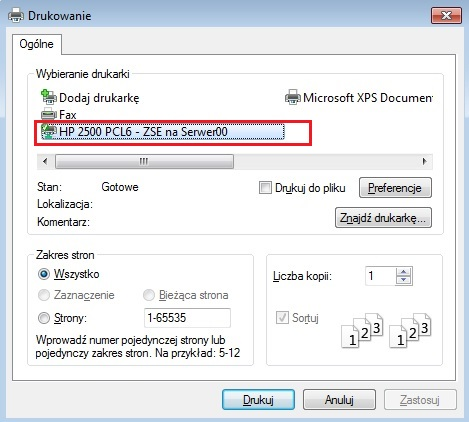 Drukowanie
Ogólne
Wybieranie drukarki
Dodaj drukarkę
Microsoft XPS Document
Fax
HP 2500 PCL6 - ZSE na Serwer00
Stan: Gotowe
Lokalizacja:
Komentarz:
Drukuj do pliku
Preferencje
Znajdź drukarkę...
Zakres stron
Wszystko
Zaznaczenie
Bieżąca strona
Strony: 1-65535
Wprowadź numer pojedynczej strony lub
pojedynczy zakres stron. Na przykład: 5-12
Liczba kopii: 1
Sortuj
1 2 3 1 2 3
Drukuj
Anuluj
Zastosuj